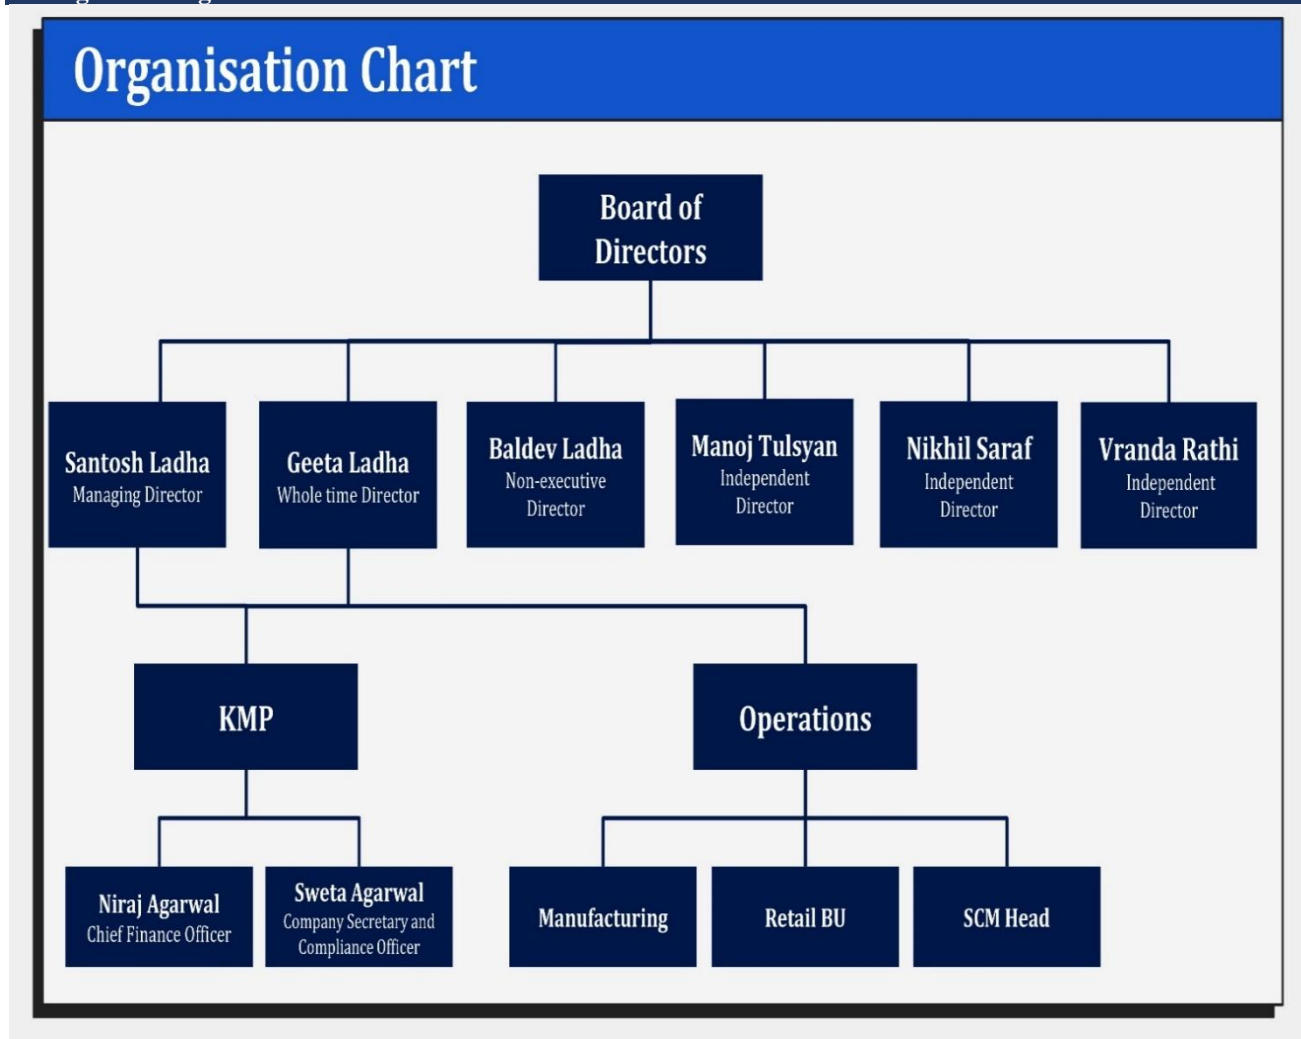 Organisation Chart
Board of
Directors
Santosh Ladha
Managing Director
Geeta Ladha
Whole time Director
Baldev Ladha
Non-executive
Director
Manoj Tulsyan
Independent
Director
Nikhil Saraf
Independent
Director
Vranda Rathi
Independent
Director
KMP
Operations
Niraj Agarwal
Chief Finance Officer
Sweta Agarwal
Company Secretary and
Compliance Officer
Manufacturing
Retail BU
SCM Head